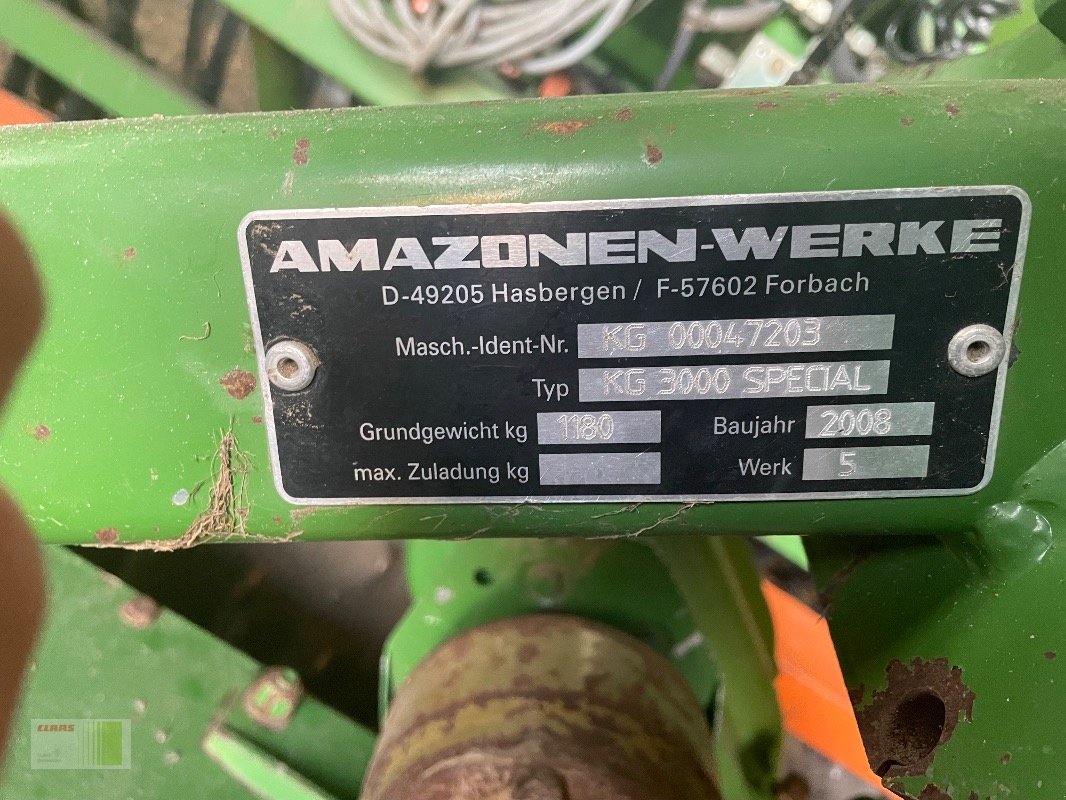 AMAZONEN-WERKE
D-49205 Hasbergen / F-57602 Forbach
Masch.-Ident-Nr. KG 00047203
Typ KG 3000 SPECIAL
Grundgewicht kg 1180 Baujahr 2008
max. Zuladung kg Werk 5
CLAAS